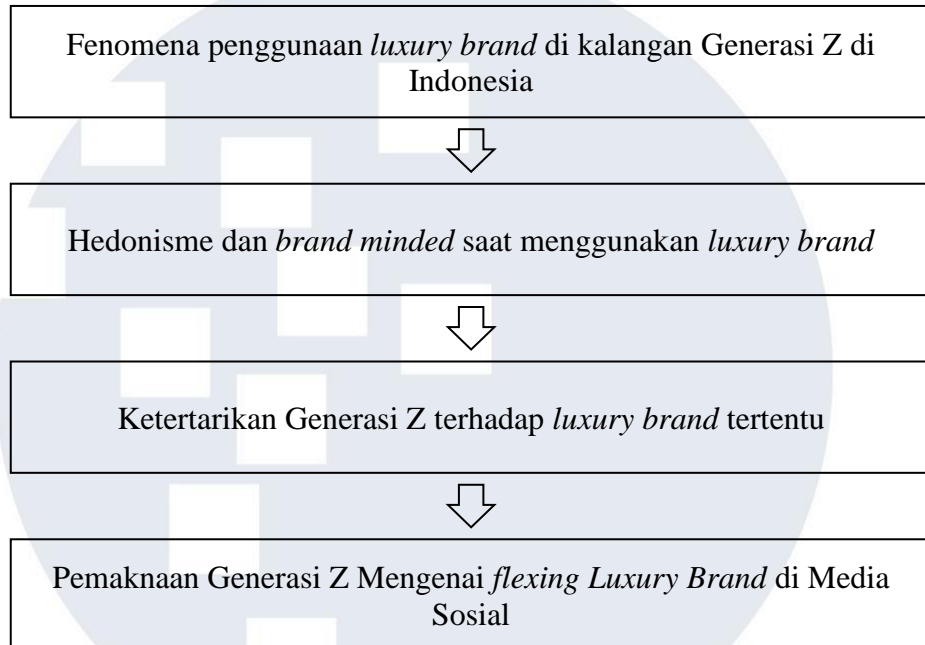 Fenomena penggunaan luxury brand di kalangan Generasi Z di
Indonesia
Hedonisme dan brand minded saat menggunakan luxury brand
Ketertarikan Generasi Z terhadap luxury brand tertentu
Pemaknaan Generasi Z Mengenai flexing Luxury Brand di Media
Sosial